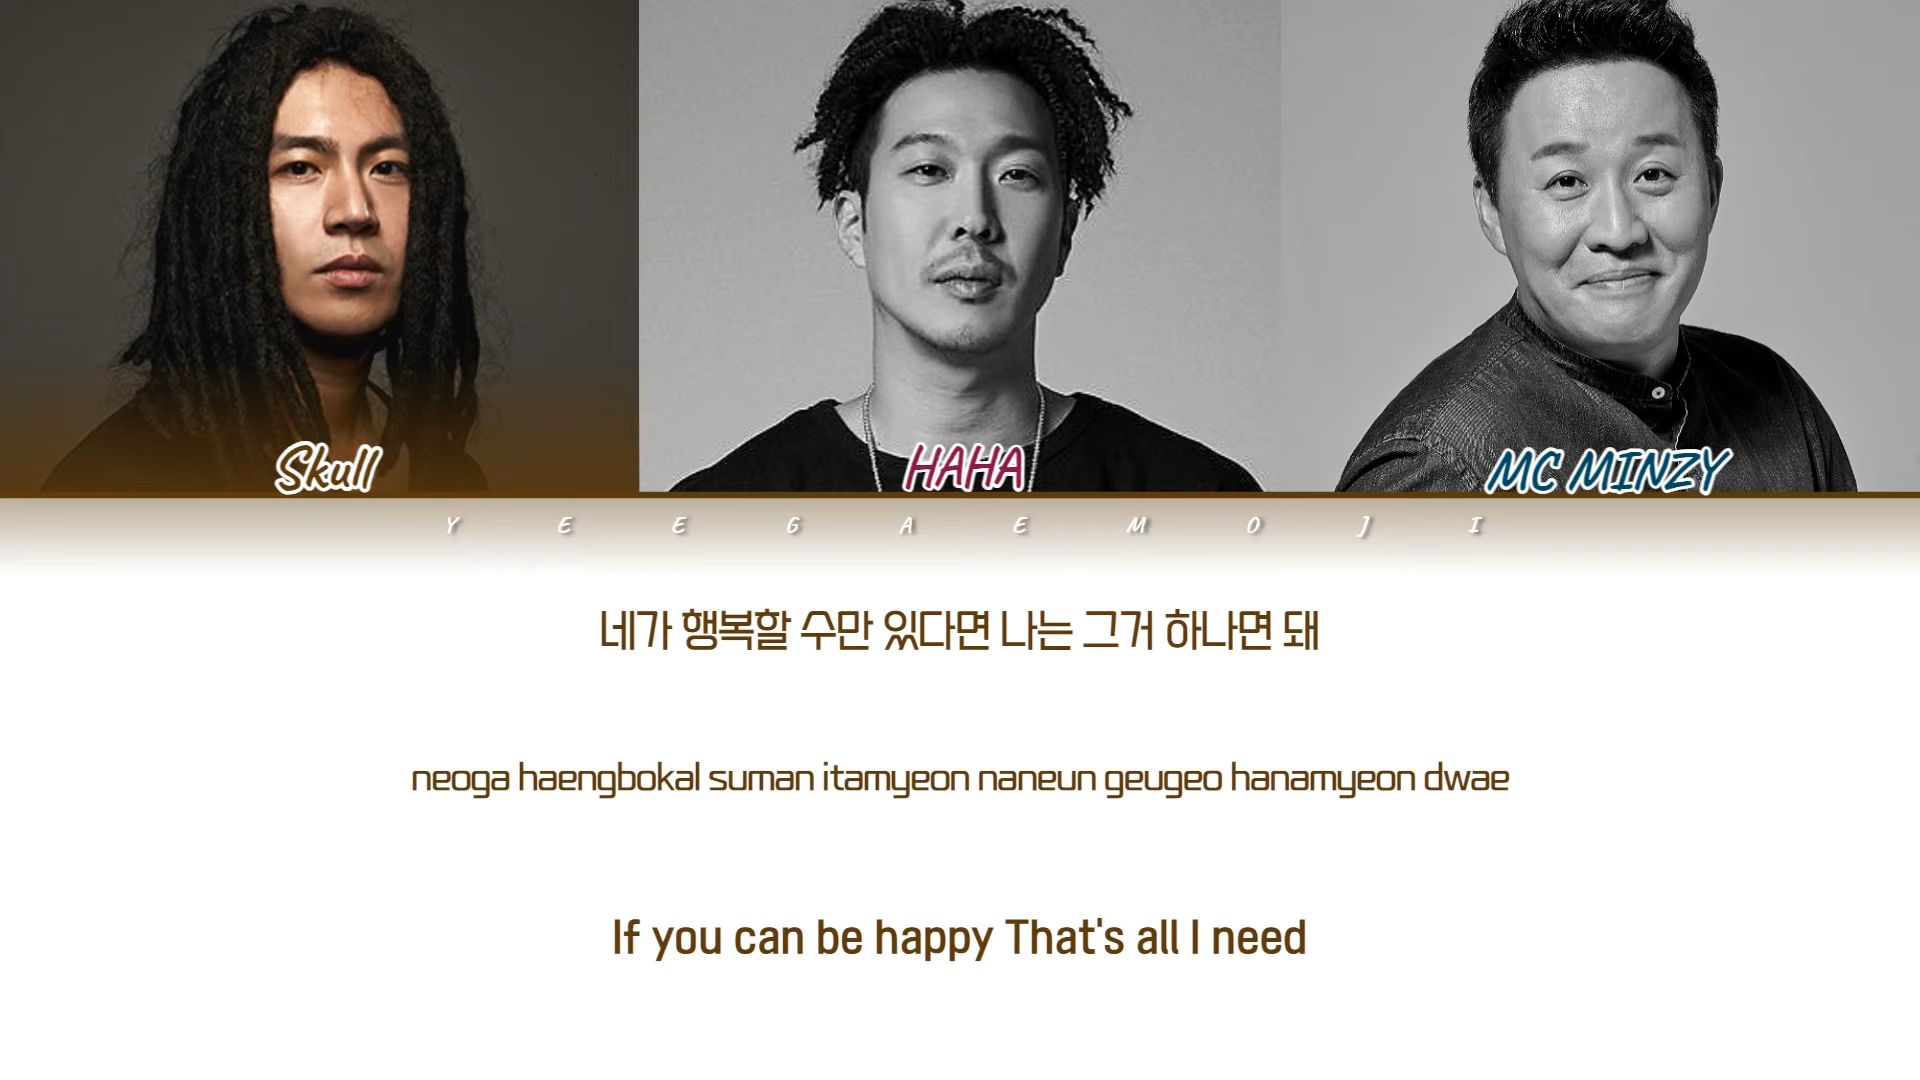 Skull
HAHA
MC MINZY
Y E E G A E M O J I
네가 행복할 수만 있다면 나는 그거 하나면 돼
neoga haengbokal suman itamyeon naneun geugeo hanamyeon dwae
If you can be happy That's all I need